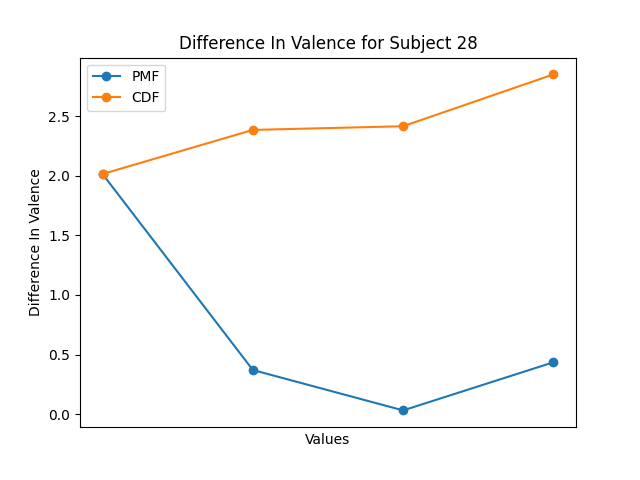 Difference In Valence for Subject 28
PMF
CDF
2.5
2.0
1.5
1.0
0.5
0.0
Difference In Valence
Values